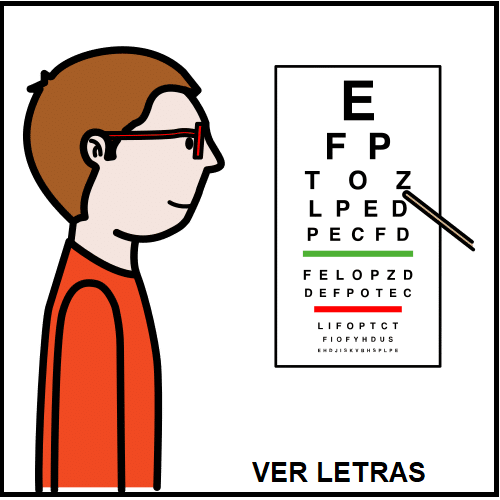 E
F P
T O Z
L P E D
P E C F D
F E L O P Z D
D E F P O T E C
L I F O P T C T
F I O F Y H D U S
E H D J I S K Y B H S P L P E
VER LETRAS